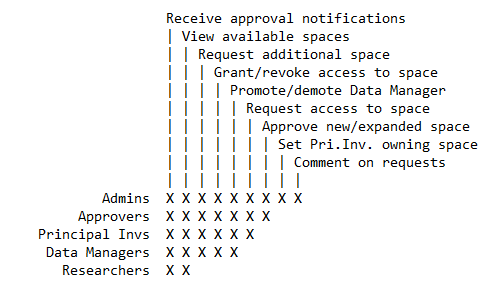 Receive approval notifications
| View available spaces
| | Request additional space
| | | Grant/revoke access to space
| | | | Promote/demote Data Manager
| | | | | Request access to space
| | | | | | Approve new/expanded space
| | | | | | | Set Pri.Inv. owning space
| | | | | | | | Comment on requests
| | | | | | | | |
Admins X X X X X X X X X
Approvers X X X X X X X
Principal Invs X X X X X X
Data Managers X X X X X
Researchers X X